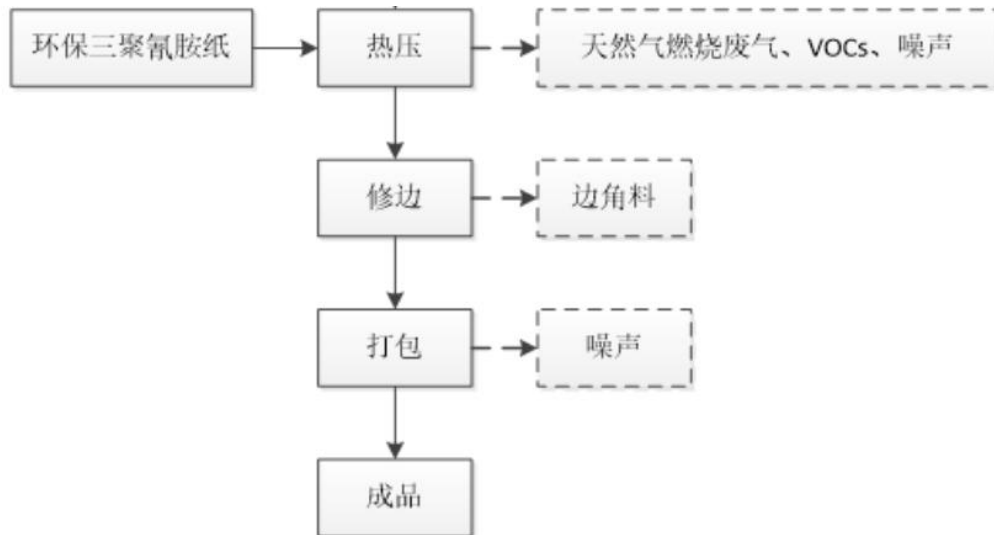 环保三聚氰胺纸
热压
天然气燃烧废气、VOCs、噪声
修边
边角料
打包
噪声
成品